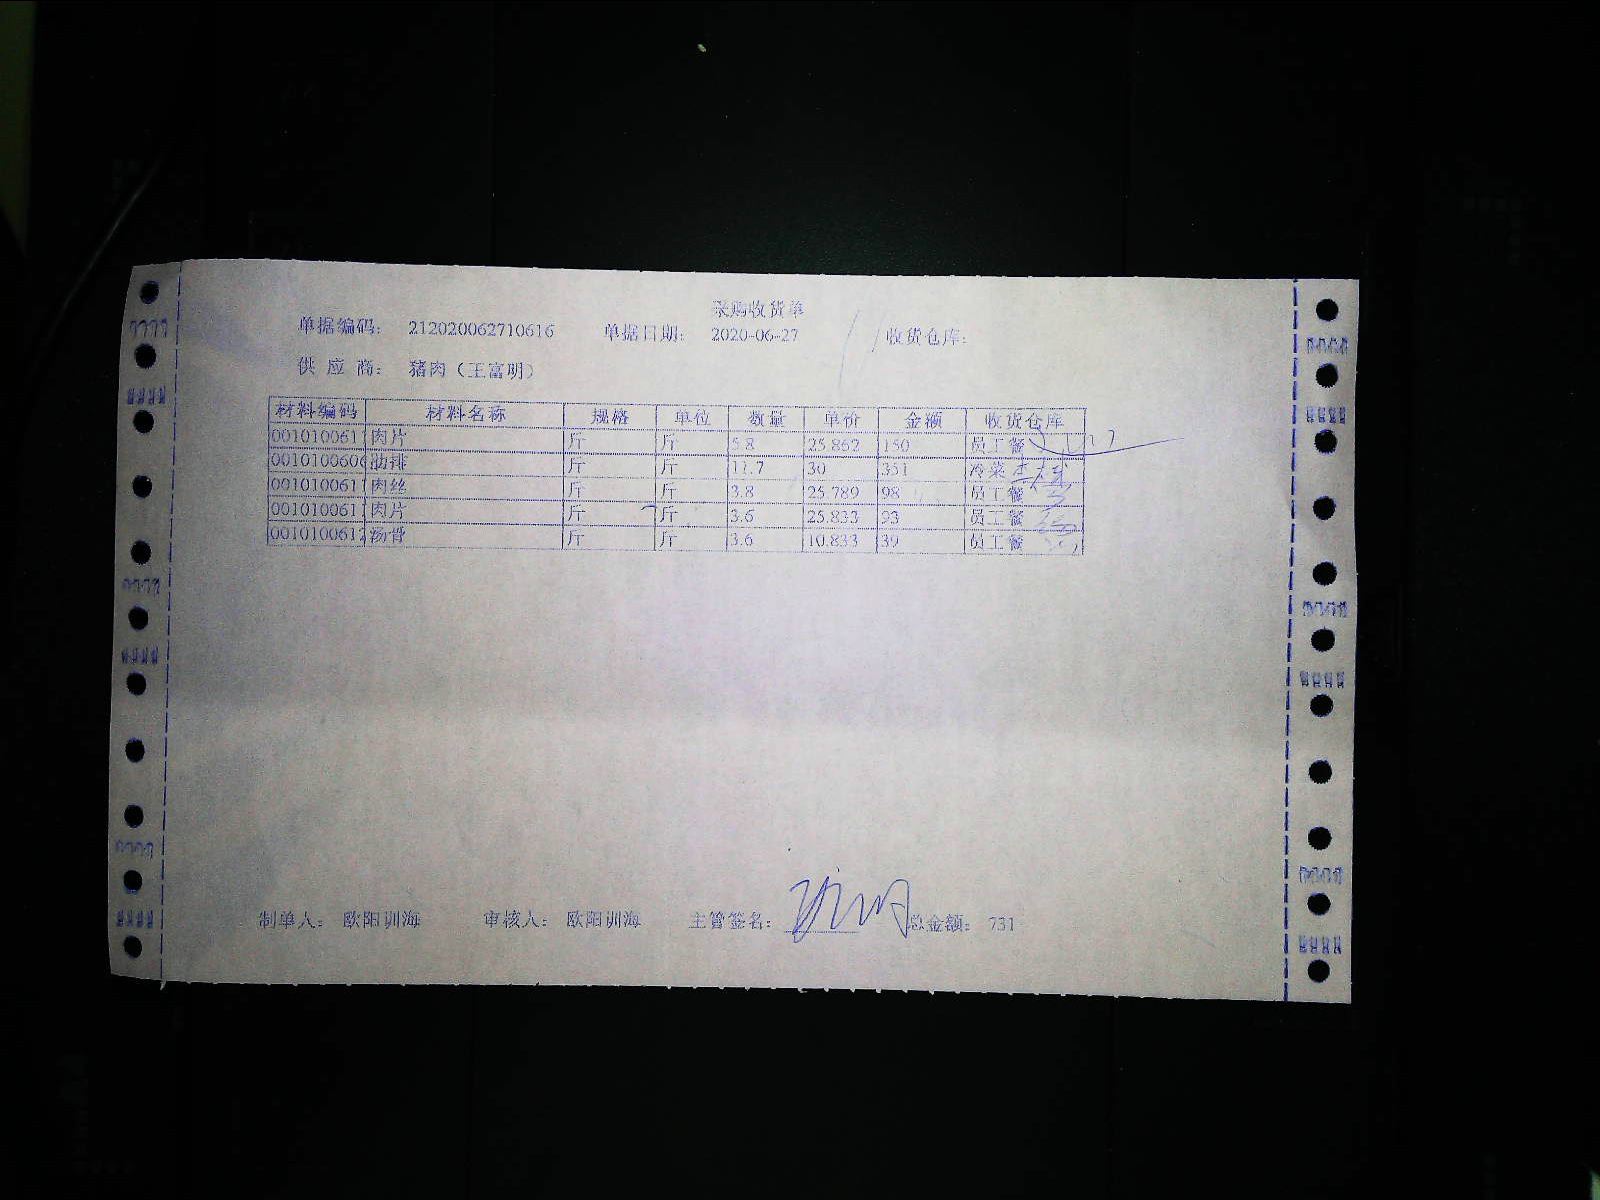 采购收货单
单据编码： 212020062710616 单据日期： 2020-06-27 收货仓库：
供 应 商： 猪肉（王富明）
材料编码 材料名称 规格 单位 数量 单价 金额 收货仓库
001010061 肉片 斤 斤 5.8 25.862 150 员工餐
001010060 肋排 斤 斤 11.7 30 351 冷菜
001010061 肉丝 斤 斤 3.8 25.789 98 员工餐
001010061 肉片 斤 斤 3.6 25.833 93 员工餐
001010061 汤骨 斤 斤 3.6 10.833 39 员工餐
制单人： 欧阳训海 审核人： 欧阳训海 主管签名： 总金额： 731